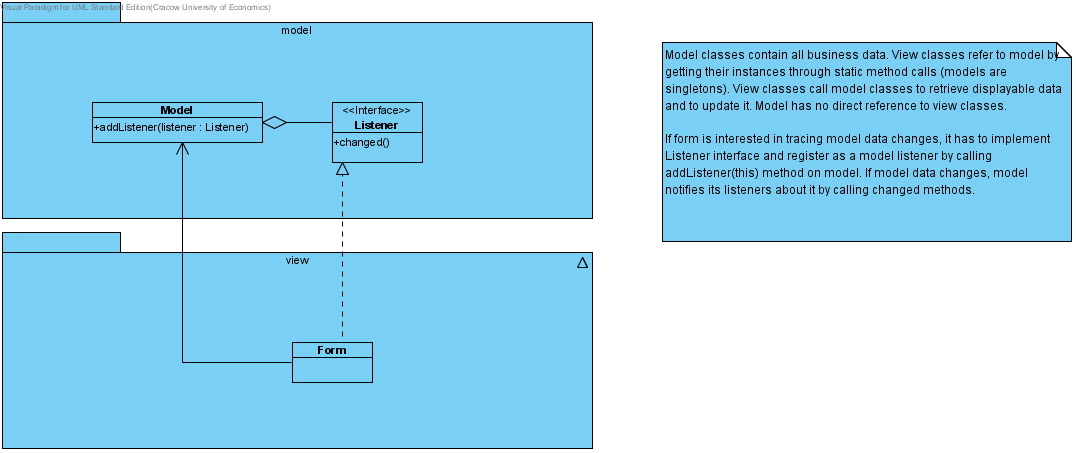 Visual Paradigm for UML Standard Edition(Cracow University of Economics)
model
Model
+addListener(listener : Listener)
<<Interface>>
Listener
+changed()
view
Form
Model classes contain all business data. View classes refer to model by
getting their instances through static method calls (models are
singletons). View classes call model classes to retrieve displayable data
and to update it. Model has no direct reference to view classes.
If form is interested in tracing model data changes, it has to implement
Listener interface and register as a model listener by calling
addListener(this) method on model. If model data changes, model
notifies its listeners about it by calling changed methods.